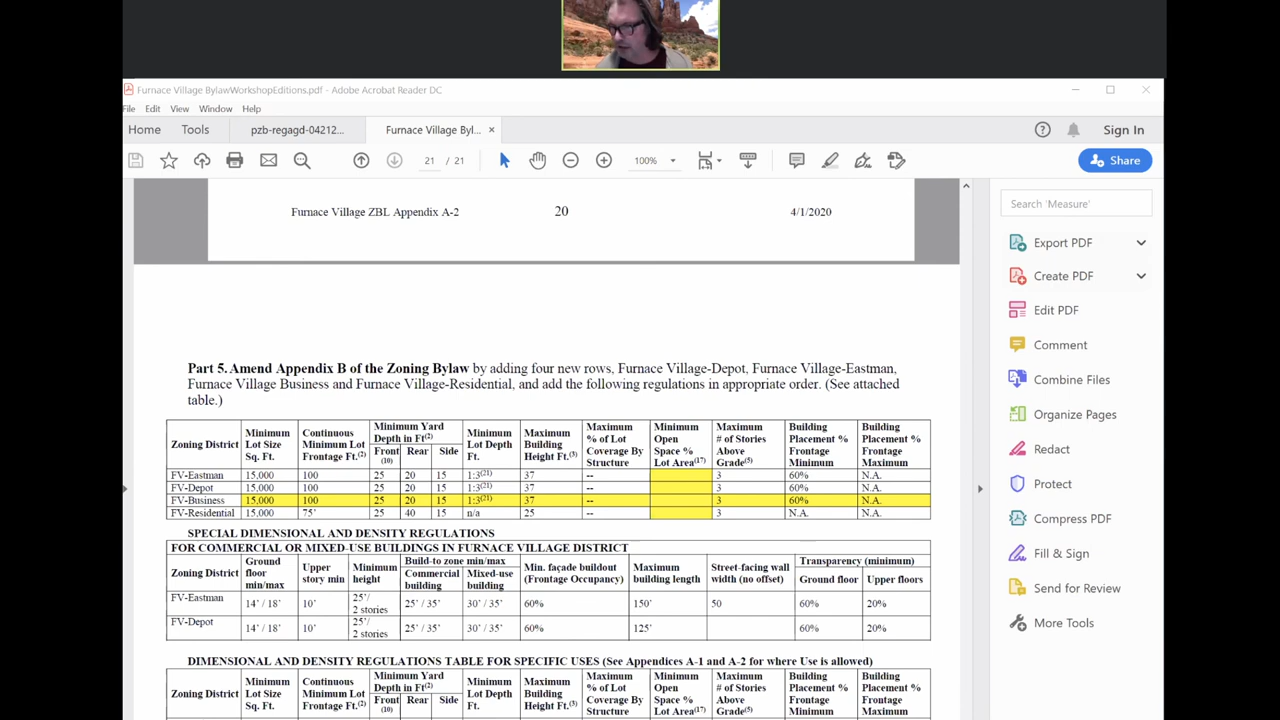 Furnace Village BylawWorkshopEditions.pdf - Adobe Acrobat Reader DC
File Edit View Window Help
Home Tools pzb-regagd-04212... Furnace Village Byl... × Sign In
21 / 21 100% Share
Furnace Village ZBL Appendix A-2 20 4/1/2020
Search 'Measure'
Export PDF
Create PDF
Edit PDF
Comment
Combine Files
Organize Pages
Redact
Protect
Compress PDF
Fill & Sign
Send for Review
More Tools
Part 5. Amend Appendix B of the Zoning Bylaw by adding four new rows, Furnace Village-Depot, Furnace Village-Eastman,
Furnace Village Business and Furnace Village-Residential, and add the following regulations in appropriate order. (See attached
table.)
Zoning District Minimum Lot Size Sq. Ft. Continuous Minimum Lot Frontage Ft.(2) Minimum Yard Depth in Ft(2) Front (10) Rear Side Minimum Lot Depth Ft. Maximum Building Height Ft.(3) Maximum % of Lot Coverage By Structure Minimum Open Space % Lot Area(17) Maximum # of Stories Above Grade(5) Building Placement % Frontage Minimum Building Placement % Frontage Maximum
FV-Eastman 15,000 100 25 20 15 1:3(21) 37 -- 3 60% N.A.
FV-Depot 15,000 100 25 20 15 1:3(21) 37 -- 3 60% N.A.
FV-Business 15,000 100 25 20 15 1:3(21) 37 -- 3 60% N.A.
FV-Residential 15,000 75' 25 40 15 n/a 25 -- 3 N.A. N.A.
SPECIAL DIMENSIONAL AND DENSITY REGULATIONS
FOR COMMERCIAL OR MIXED-USE BUILDINGS IN FURNACE VILLAGE DISTRICT
Zoning District Ground floor min/max Upper story min Minimum height Build-to zone min/max Commercial building Mixed-use building Min. façade buildout (Frontage Occupancy) Maximum building length Street-facing wall width (no offset) Transparency (minimum) Ground floor Upper floors
FV-Eastman 14' / 18' 10' 25'/ 2 stories 25' / 35' 30' / 35' 60% 150' 50 60% 20%
FV-Depot 14' / 18' 10' 25'/ 2 stories 25' / 35' 30' / 35' 60% 125' 60% 20%
DIMENSIONAL AND DENSITY REGULATIONS TABLE FOR SPECIFIC USES (See Appendices A-1 and A-2 for where Use is allowed)
Zoning District Minimum Lot Size Sq. Ft. Continuous Minimum Lot Frontage Ft.(2) Minimum Yard Depth in Ft(2) Front (10) Rear Side Minimum Lot Depth Ft. Maximum Building Height Ft.(3) Maximum % of Lot Coverage By Structure Minimum Open Space % Lot Area(17) Maximum # of Stories Above Grade(5) Building Placement % Frontage Minimum Building Placement % Frontage Maximum